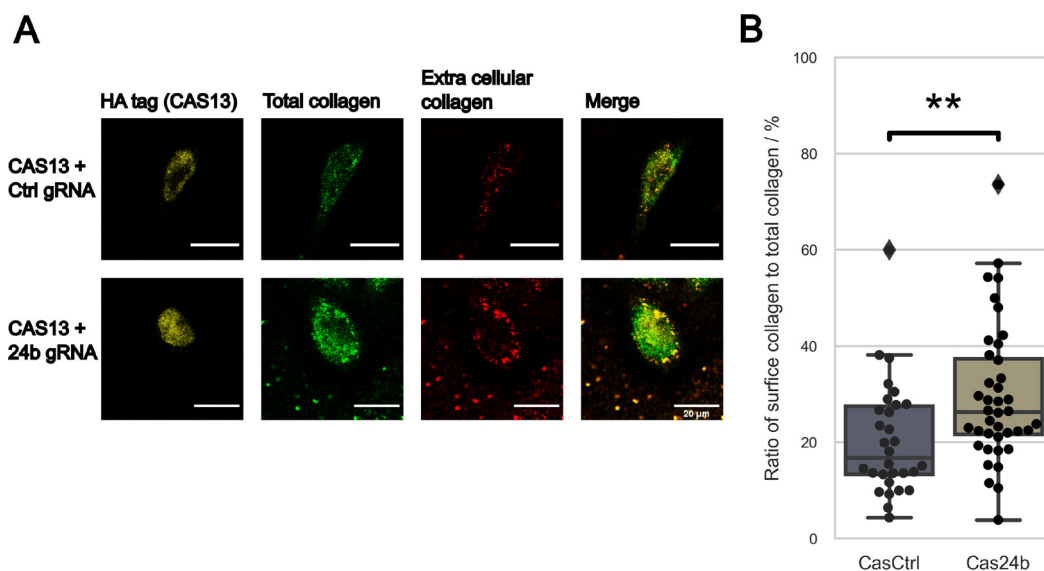 A
HA tag (CAS13)
Total collagen
Extra cellular
collagen
Merge
CAS13 +
Ctrl gRNA
CAS13 +
24b gRNA
20 µm
B
Ratio of surfice collagen to total collagen / %
100
80
60
40
20
0
**
CasCtrl
Cas24b